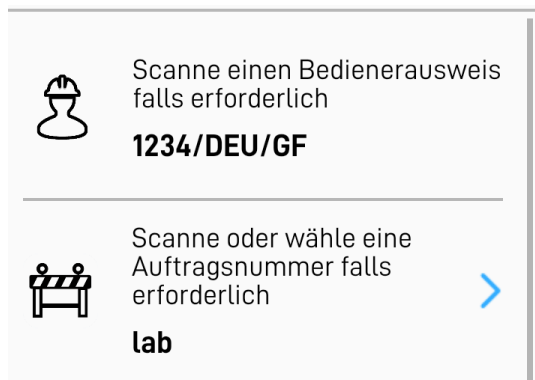 Scanne einen Bedienerausweis
falls erforderlich
1234/DEU/GF
Scanne oder wähle eine
Auftragsnummer falls
erforderlich
lab